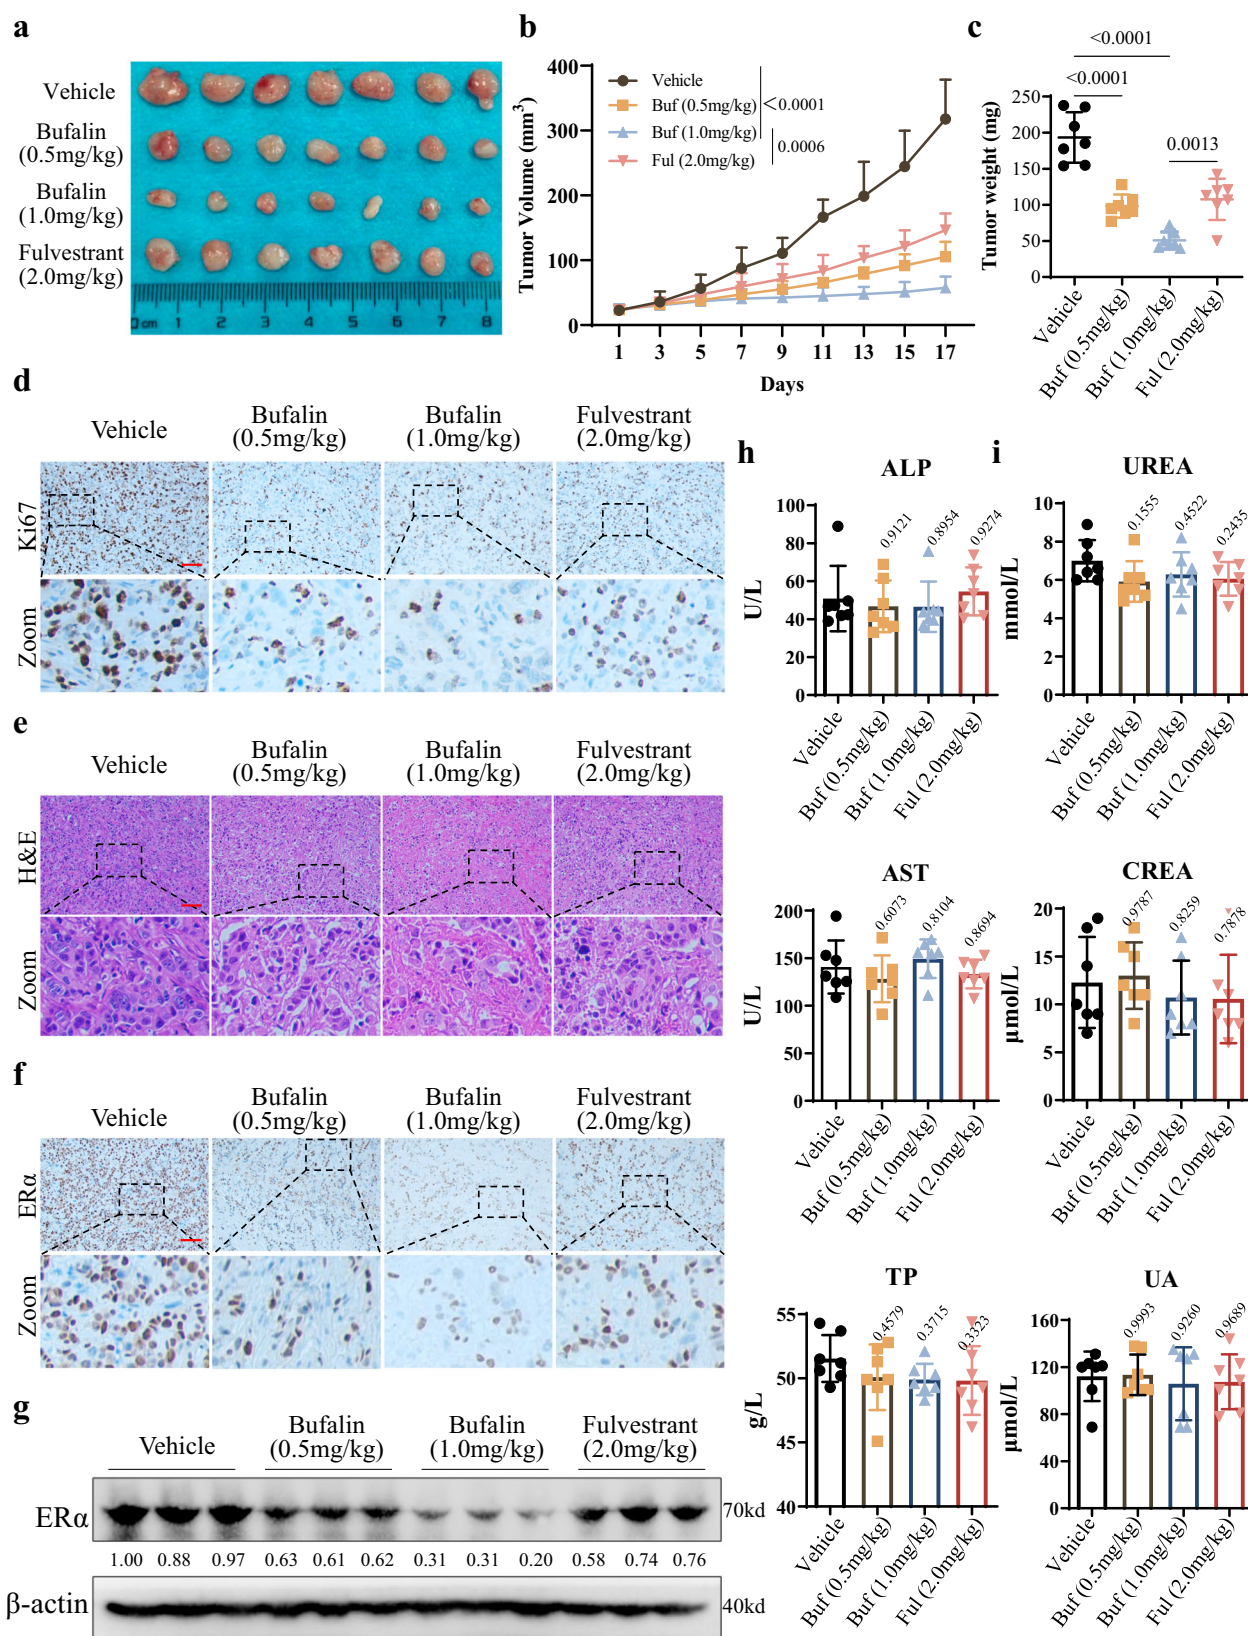 a
Vehicle
Bufalin
(0.5mg/kg)
Bufalin
(1.0mg/kg)
Fulvestrant
(2.0mg/kg)
0cm 1 2 3 4 5 6 7 8
b
Tumor Volume (mm³)
400
300
200
100
0
1 3 5 7 9 11 13 15 17
Days
Vehicle
Buf (0.5mg/kg)
Buf (1.0mg/kg)
Ful (2.0mg/kg)
<0.0001
0.0006
c
<0.0001
<0.0001
0.0013
Tumor weight (mg)
250
200
150
100
50
0
Vehicle
Buf (0.5mg/kg)
Buf (1.0mg/kg)
Ful (2.0mg/kg)
d
Vehicle
Bufalin
(0.5mg/kg)
Bufalin
(1.0mg/kg)
Fulvestrant
(2.0mg/kg)
Ki67
Zoom
e
Vehicle
Bufalin
(0.5mg/kg)
Bufalin
(1.0mg/kg)
Fulvestrant
(2.0mg/kg)
H&E
Zoom
f
Vehicle
Bufalin
(0.5mg/kg)
Bufalin
(1.0mg/kg)
Fulvestrant
(2.0mg/kg)
ERα
Zoom
g
Vehicle
Bufalin
(0.5mg/kg)
Bufalin
(1.0mg/kg)
Fulvestrant
(2.0mg/kg)
ERα
70kd
1.00 0.88 0.97 0.63 0.61 0.62 0.31 0.31 0.20 0.58 0.74 0.76
β-actin
40kd
h
ALP
U/L
100
80
60
40
20
0
0.9121
0.8954
0.9274
Vehicle
Buf (0.5mg/kg)
Buf (1.0mg/kg)
Ful (2.0mg/kg)
AST
U/L
200
150
100
50
0
0.6073
0.8104
0.8694
Vehicle
Buf (0.5mg/kg)
Buf (1.0mg/kg)
Ful (2.0mg/kg)
TP
g/L
55
50
45
40
0.4579
0.3715
0.3323
Vehicle
Buf (0.5mg/kg)
Buf (1.0mg/kg)
Ful (2.0mg/kg)
i
UREA
mmol/L
10
8
6
4
2
0
0.1555
0.4522
0.2435
Vehicle
Buf (0.5mg/kg)
Buf (1.0mg/kg)
Ful (2.0mg/kg)
CREA
μmol/L
20
15
10
5
0
0.9787
0.8259
0.7878
Vehicle
Buf (0.5mg/kg)
Buf (1.0mg/kg)
Ful (2.0mg/kg)
UA
μmol/L
160
120
80
40
0
0.9993
0.9260
0.9689
Vehicle
Buf (0.5mg/kg)
Buf (1.0mg/kg)
Ful (2.0mg/kg)